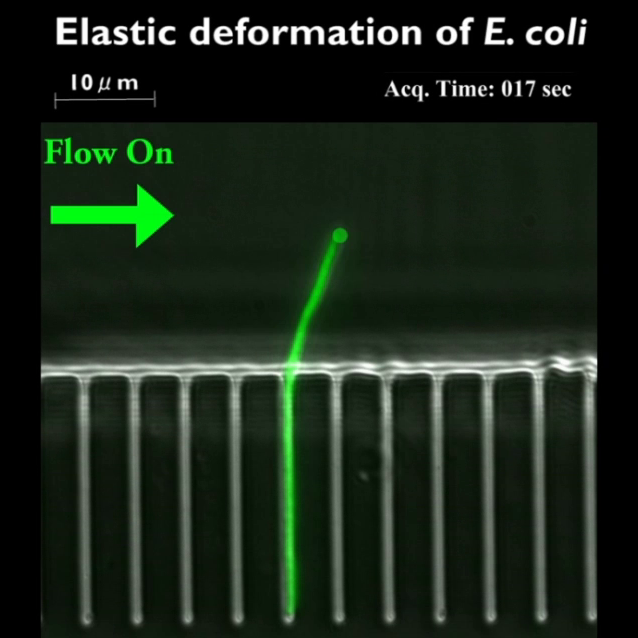 Elastic deformation of E. coli
10 μm
Acq. Time: 017 sec
Flow On